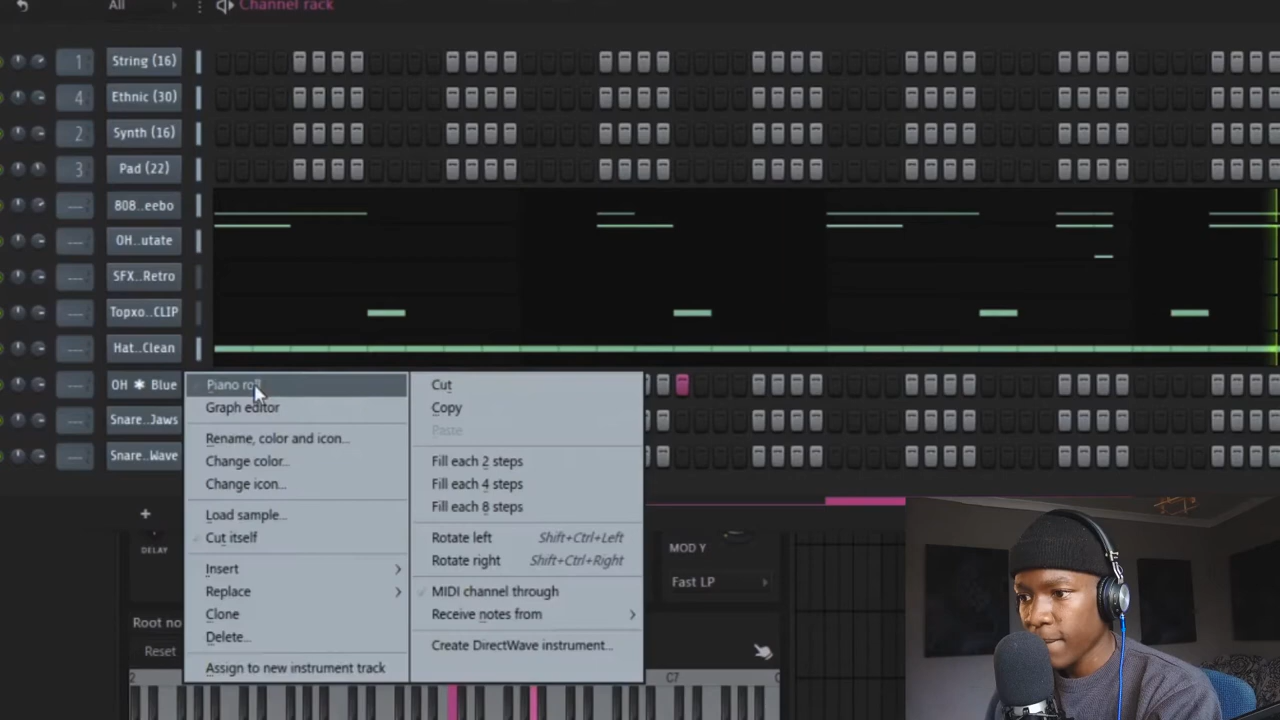 All Channel rack
1 String (16)
4 Ethnic (30)
2 Synth (16)
3 Pad (22)
--- 808...eebo
--- OH...utate
--- SFX...Retro
--- Topxo...CLIP
--- Hat...Clean
--- OH ✱ Blue
--- Snare...Jaws
--- Snare...Wave
Piano roll
Graph editor
Rename, color and icon...
Change color...
Change icon...
Load sample...
Cut itself
Insert
Replace
Clone
Delete...
Assign to new instrument track
Cut
Copy
Paste
Fill each 2 steps
Fill each 4 steps
Fill each 8 steps
Rotate left Shift+Ctrl+Left
Rotate right Shift+Ctrl+Right
MIDI channel through
Receive notes from
Create DirectWave instrument...
+
DELAY
MOD Y
Fast LP
Root no
Reset
2
C7